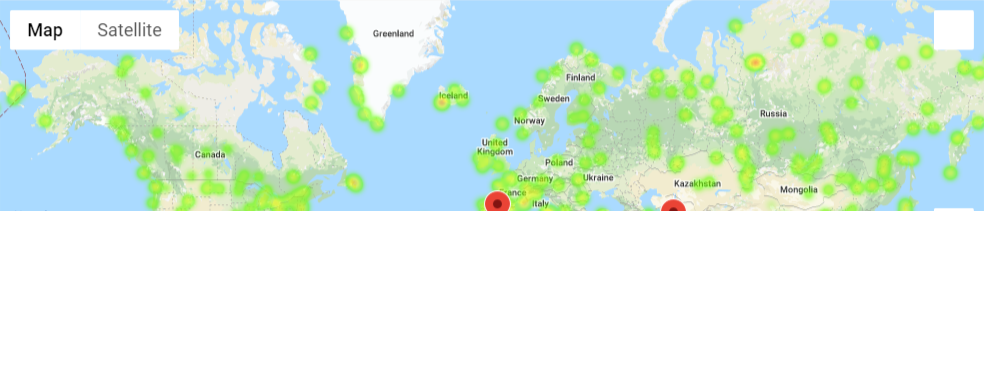 Map Satellite
Greenland
Iceland
Finland
Sweden
Norway
Russia
United
Kingdom
Canada
Poland
Germany
Ukraine
Kazakhstan
Mongolia
France
Italy